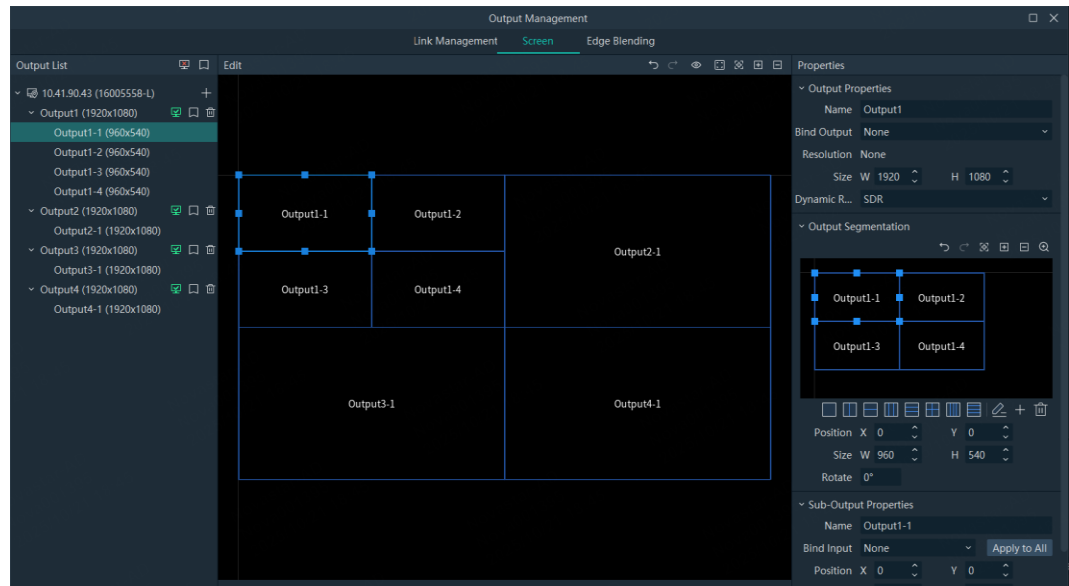 Output Management
Link Management Screen Edge Blending
Output List
10.41.90.43 (16005558-L)
Output1 (1920x1080)
Output1-1 (960x540)
Output1-2 (960x540)
Output1-3 (960x540)
Output1-4 (960x540)
Output2 (1920x1080)
Output2-1 (1920x1080)
Output3 (1920x1080)
Output3-1 (1920x1080)
Output4 (1920x1080)
Output4-1 (1920x1080)
Edit
Output1-1 Output1-2
Output2-1
Output1-3 Output1-4
Output3-1 Output4-1
Properties
Output Properties
Name Output1
Bind Output None
Resolution None
Size W 1920 H 1080
Dynamic R... SDR
Output Segmentation
Output1-1 Output1-2
Output1-3 Output1-4
Position X 0 Y 0
Size W 960 H 540
Rotate 0°
Sub-Output Properties
Name Output1-1
Bind Input None Apply to All
Position X 0 Y 0